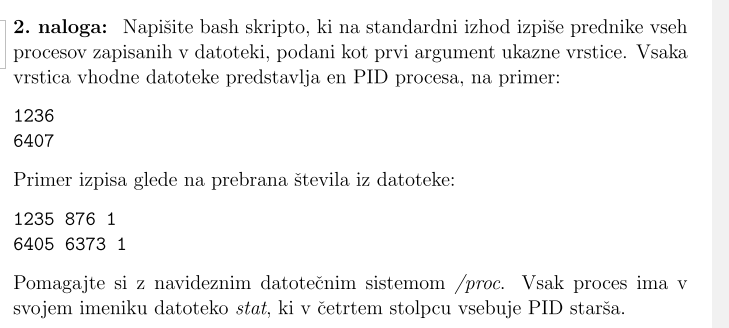 2. naloga: Napišite bash skripto, ki na standardni izhod izpiše prednike vseh
procesov zapisanih v datoteki, podani kot prvi argument ukazne vrstice. Vsaka
vrstica vhodne datoteke predstavlja en PID procesa, na primer:
1236
6407
Primer izpisa glede na prebrana števila iz datoteke:
1235 876 1
6405 6373 1
Pomagajte si z navideznim datotečnim sistemom /proc. Vsak proces ima v
svojem imeniku datoteko stat, ki v četrtem stolpcu vsebuje PID starša.